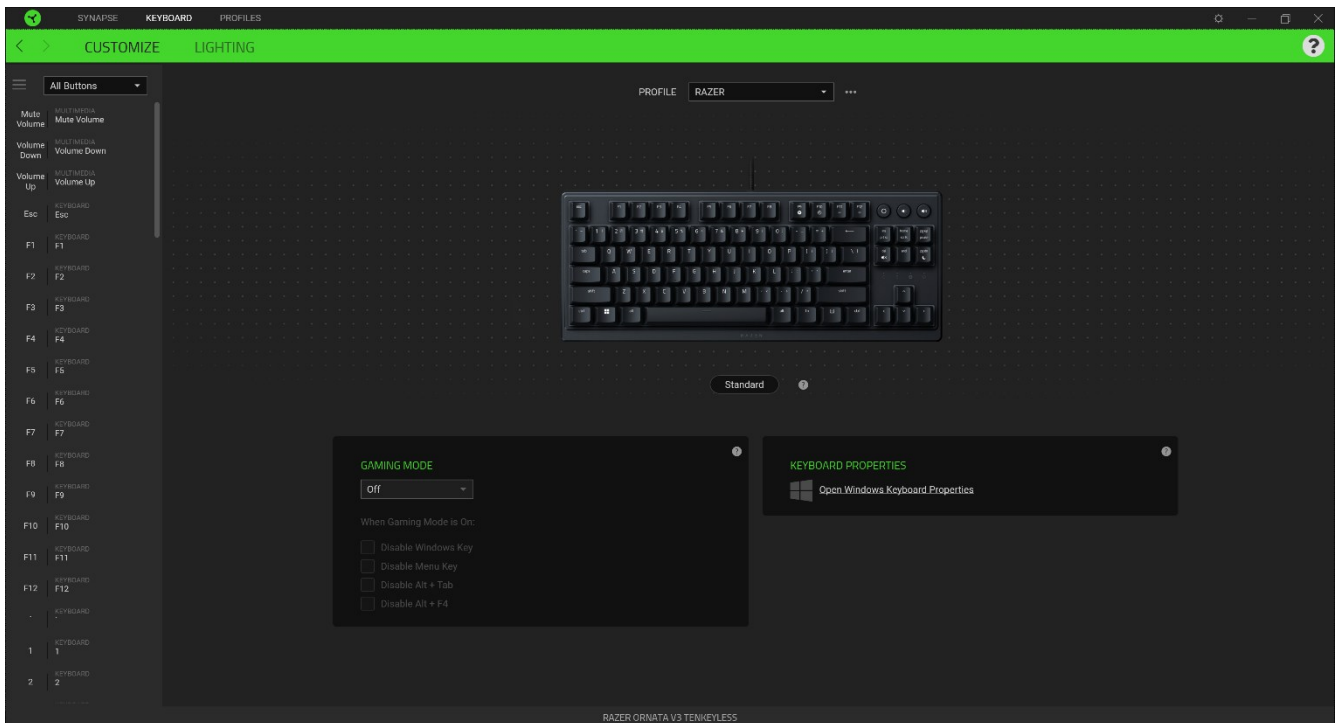 SYNAPSE KEYBOARD PROFILES
CUSTOMIZE LIGHTING
All Buttons
PROFILE RAZER
Mute Volume MULTIMEDIA Mute Volume
Volume Down MULTIMEDIA Volume Down
Volume Up MULTIMEDIA Volume Up
Esc KEYBOARD Esc
F1 KEYBOARD F1
F2 KEYBOARD F2
F3 KEYBOARD F3
F4 KEYBOARD F4
F5 KEYBOARD F5
F6 KEYBOARD F6
F7 KEYBOARD F7
F8 KEYBOARD F8
F9 KEYBOARD F9
F10 KEYBOARD F10
F11 KEYBOARD F11
F12 KEYBOARD F12
` KEYBOARD `
1 KEYBOARD 1
2 KEYBOARD 2
Standard
GAMING MODE
Off
When Gaming Mode is On:
Disable Windows Key
Disable Menu Key
Disable Alt + Tab
Disable Alt + F4
KEYBOARD PROPERTIES
Open Windows Keyboard Properties
RAZER ORNATA V3 TENKEYLESS